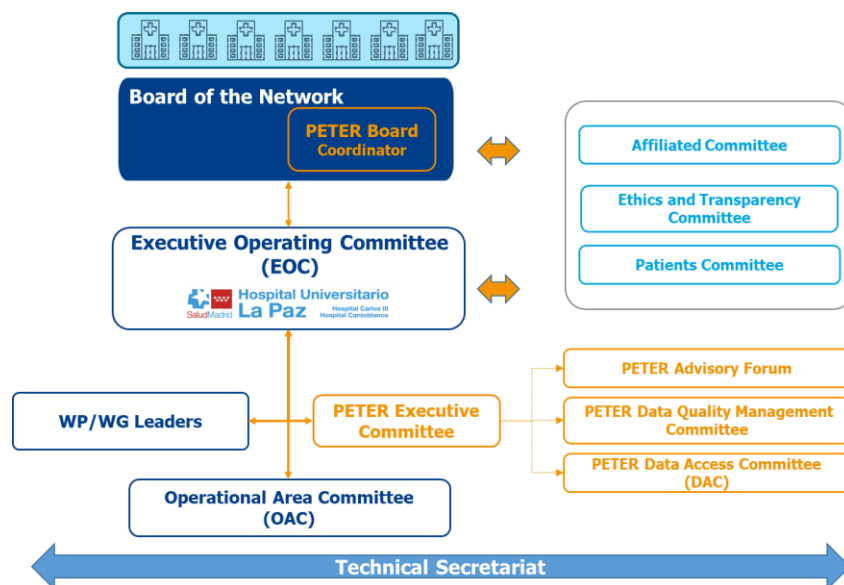 Board of the Network
PETER Board
Coordinator
Affiliated Committee
Ethics and Transparency
Committee
Patients Committee
Executive Operating Committee
(EOC)
SaludMadrid
Hospital Universitario
La Paz
Hospital Carlos III
Hospital Cantoblanco
WP/WG Leaders
PETER Executive
Committee
PETER Advisory Forum
PETER Data Quality Management
Committee
PETER Data Access Committee
(DAC)
Operational Area Committee
(OAC)
Technical Secretariat